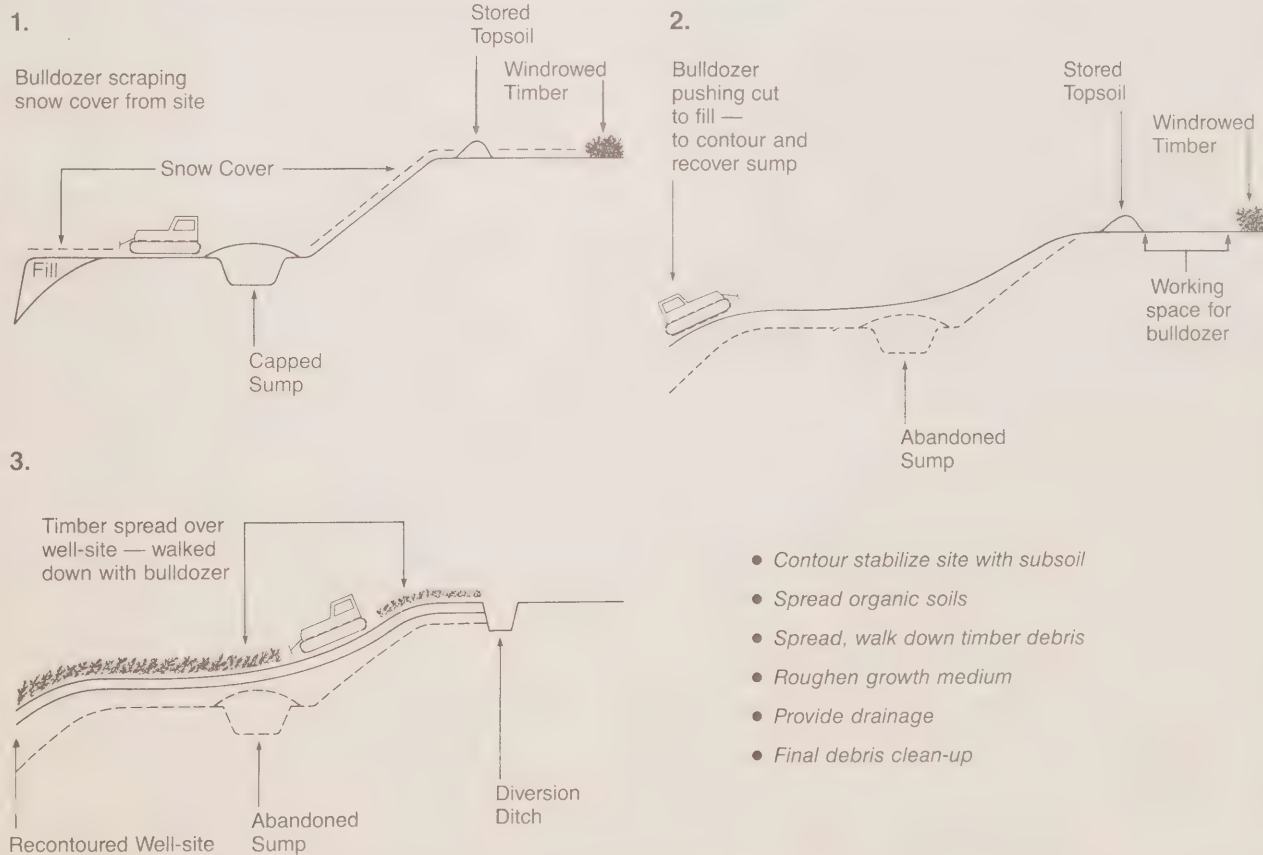 1.
Bulldozer scraping
snow cover from site
Stored
Topsoil
Windrowed
Timber
Snow Cover
Fill
Capped
Sump
2.
Bulldozer
pushing cut
to fill —
to contour and
recover sump
Stored
Topsoil
Windrowed
Timber
Working
space for
bulldozer
Abandoned
Sump
3.
Timber spread over
well-site — walked
down with bulldozer
Recontoured Well-site
Abandoned
Sump
Diversion
Ditch
• Contour stabilize site with subsoil
• Spread organic soils
• Spread, walk down timber debris
• Roughen growth medium
• Provide drainage
• Final debris clean-up